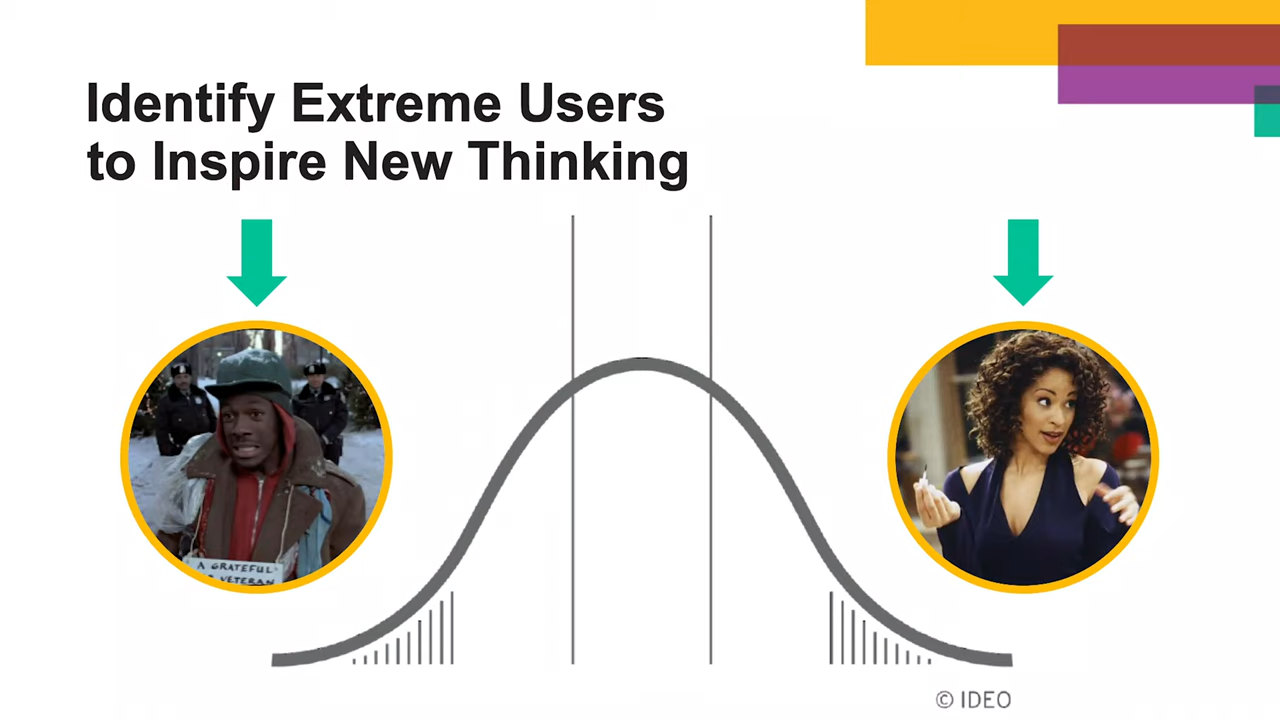 Identify Extreme Users
to Inspire New Thinking
A GRATEFUL
VETERAN
© IDEO